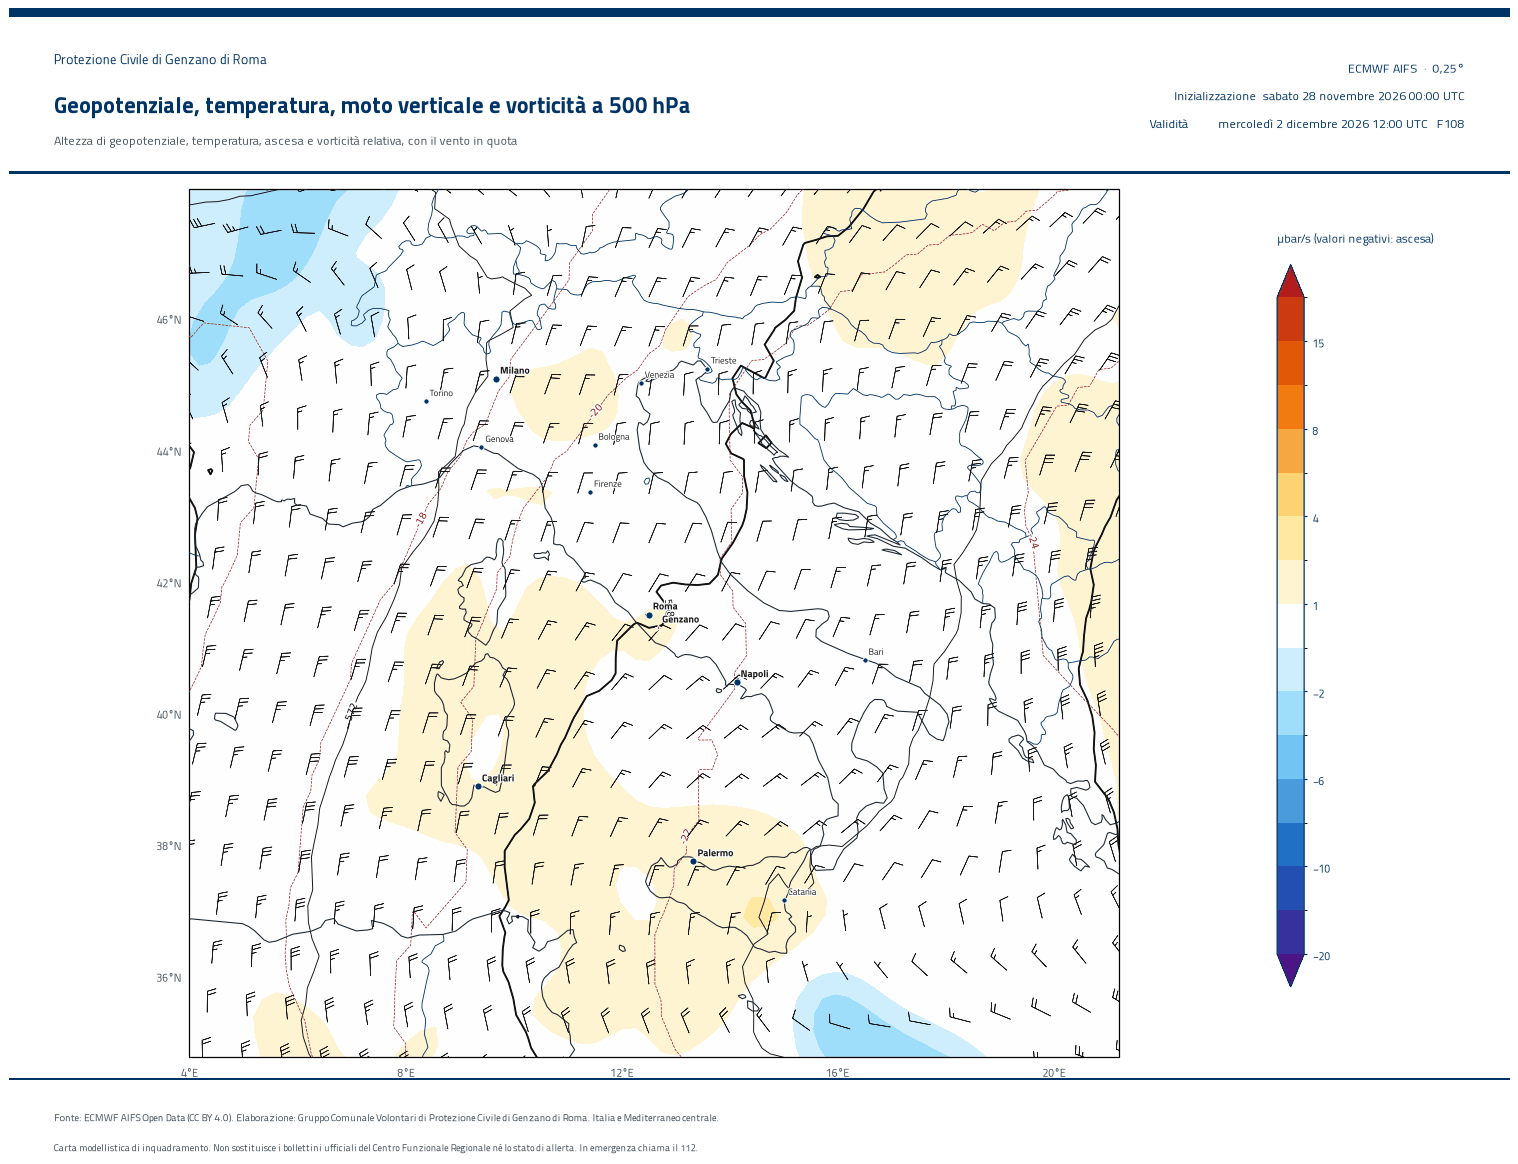 Protezione Civile di Genzano di Roma
Geopotenziale, temperatura, moto verticale e vorticità a 500 hPa
Altezza di geopotenziale, temperatura, ascesa e vorticità relativa, con il vento in quota
ECMWF AIFS · 0,25°
Inizializzazione sabato 28 novembre 2026 00:00 UTC
Validità mercoledì 2 dicembre 2026 12:00 UTC F108
µbar/s (valori negativi: ascesa)
15
8
4
1
−2
−6
−10
−20
46°N
44°N
42°N
40°N
38°N
36°N
4°E
8°E
12°E
16°E
20°E
Trieste
Milano
Venezia
Torino
-20
Genova
Bologna
Firenze
-18
-24
Roma
Genzano
Bari
Napoli
572
Cagliari
-22
Palermo
Catania
Fonte: ECMWF AIFS Open Data (CC BY 4.0). Elaborazione: Gruppo Comunale Volontari di Protezione Civile di Genzano di Roma. Italia e Mediterraneo centrale.
Carta modellistica di inquadramento. Non sostituisce i bollettini ufficiali del Centro Funzionale Regionale né lo stato di allerta. In emergenza chiama il 112.